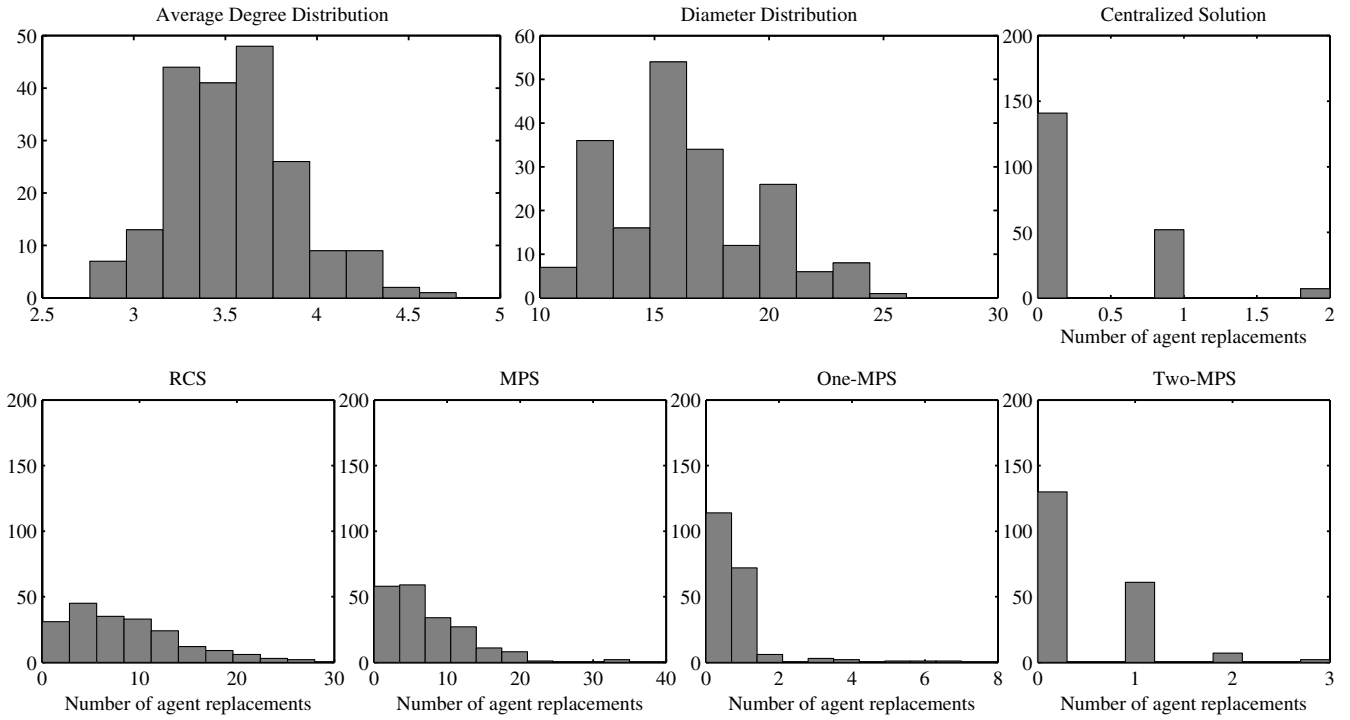 Average Degree Distribution
50
40
30
20
10
0
2.5 3 3.5 4 4.5 5
Diameter Distribution
60
50
40
30
20
10
0
10 15 20 25 30
Centralized Solution
200
150
100
50
0
0 0.5 1 1.5 2
Number of agent replacements
RCS
200
150
100
50
0
0 10 20 30
Number of agent replacements
MPS
200
150
100
50
0
0 10 20 30 40
Number of agent replacements
One-MPS
200
150
100
50
0
0 2 4 6 8
Number of agent replacements
Two-MPS
200
150
100
50
0
0 1 2 3
Number of agent replacements